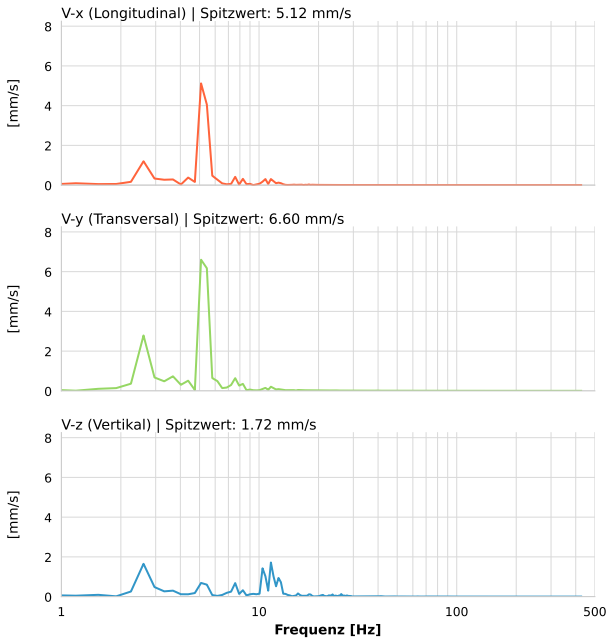 V-x (Longitudinal) | Spitzwert: 5.12 mm/s
8
6
4
2
0
[mm/s]
V-y (Transversal) | Spitzwert: 6.60 mm/s
8
6
4
2
0
[mm/s]
V-z (Vertikal) | Spitzwert: 1.72 mm/s
8
6
4
2
0
[mm/s]
1 10 100 500
Frequenz [Hz]